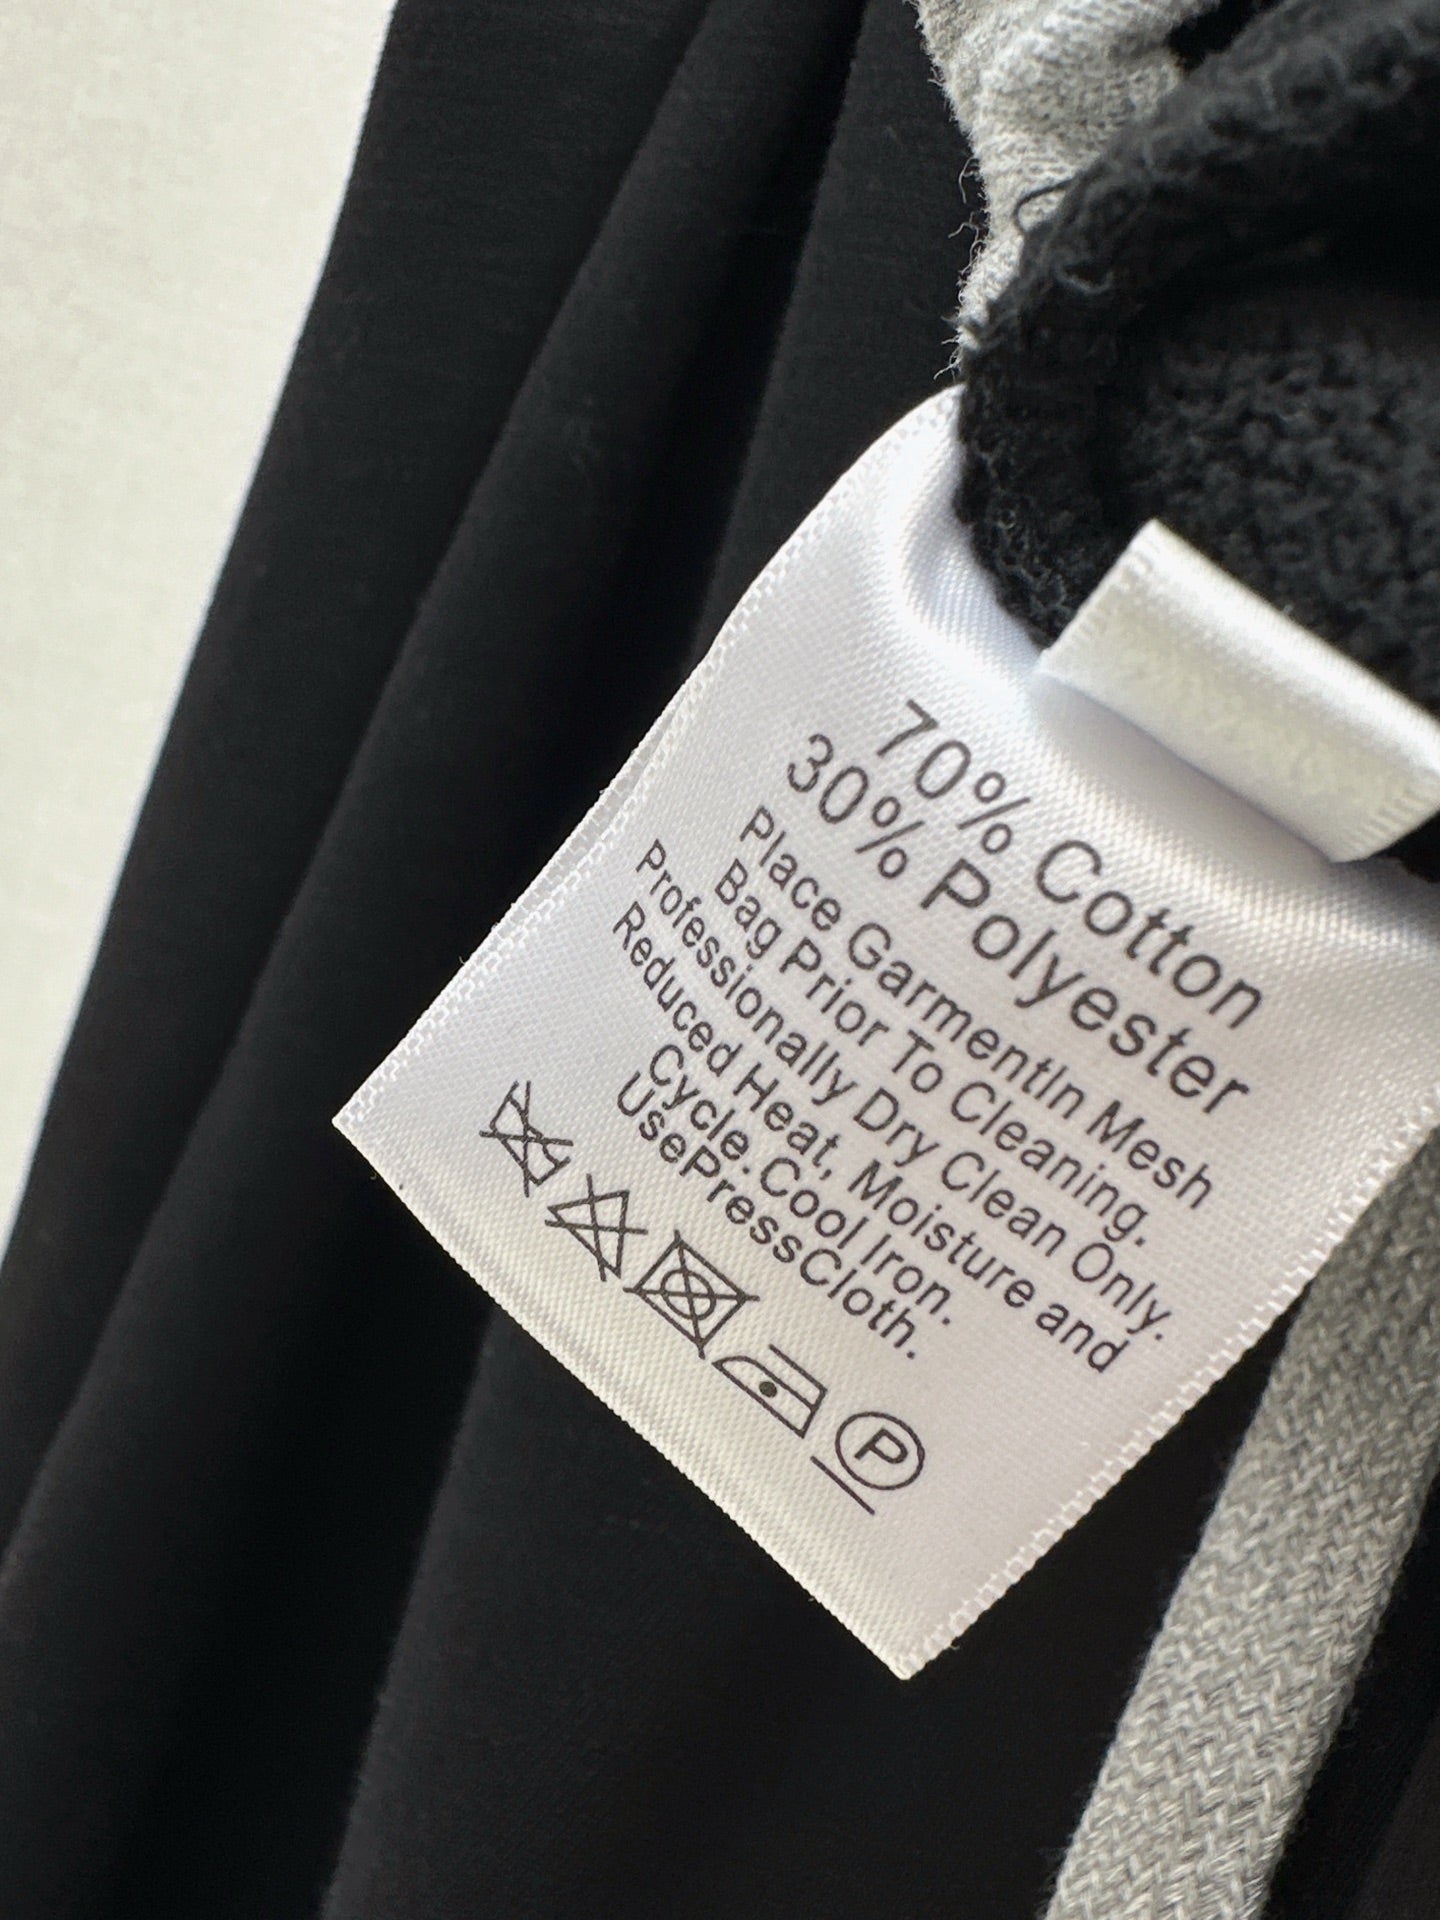 70% Cotton
30% Polyester
Place GarmentIn Mesh
Bag Prior To Cleaning.
Professionally Dry Clean Only.
Reduced Heat, Moisture and
Cycle.Cool Iron.
UsePressCloth.
P